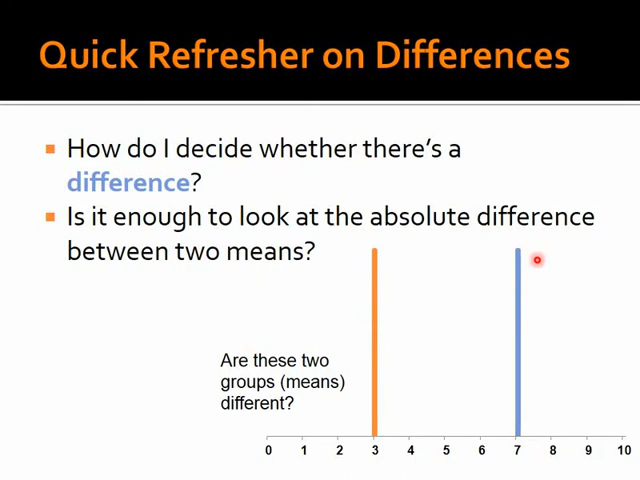 Quick Refresher on Differences
How do I decide whether there's a
difference?
Is it enough to look at the absolute difference
between two means?
Are these two
groups (means)
different?
0 1 2 3 4 5 6 7 8 9 10